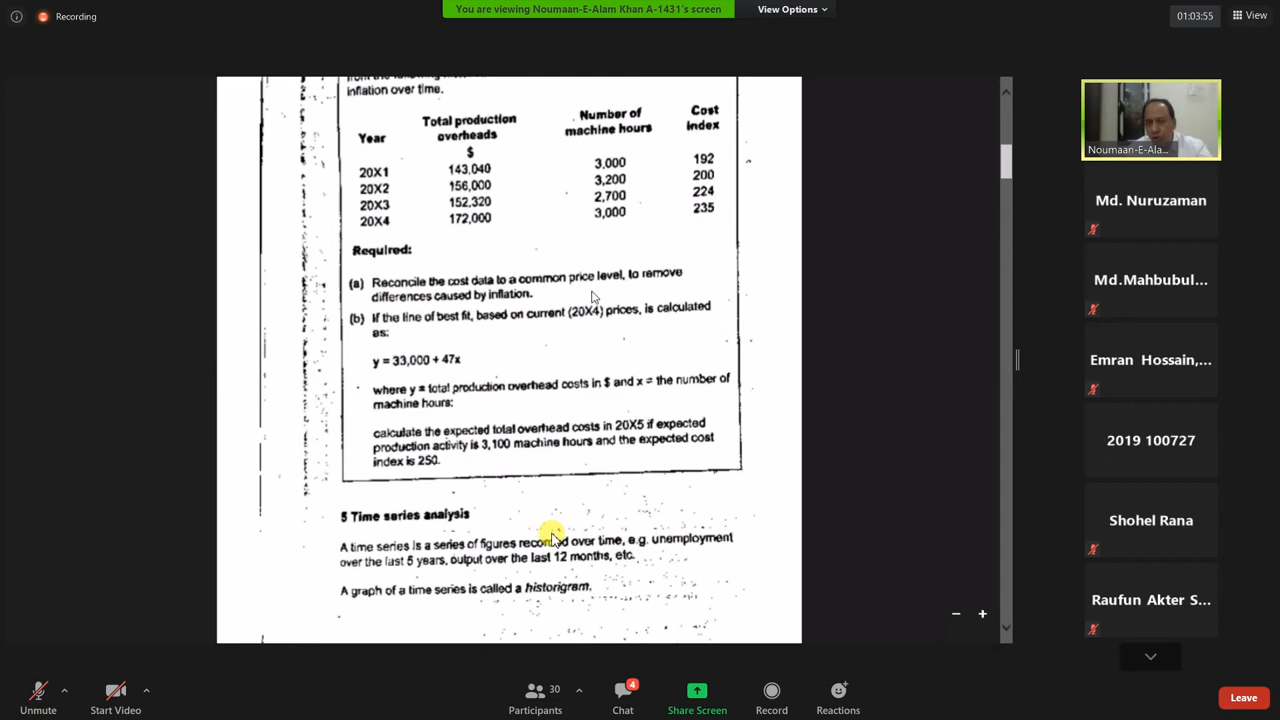 Recording
You are viewing Noumaan-E-Alam Khan A-1431's screen
View Options
01:03:55
View
inflation over time.
Year Total production overheads Number of machine hours Cost index
$
20X1 143,040 3,000 192
20X2 156,000 3,200 200
20X3 152,320 2,700 224
20X4 172,000 3,000 235
Required:
(a) Reconcile the cost data to a common price level, to remove
differences caused by inflation.
(b) If the line of best fit, based on current (20X4) prices, is calculated
as:
y = 33,000 + 47x
where y = total production overhead costs in $ and x = the number of
machine hours:
calculate the expected total overhead costs in 20X5 if expected
production activity is 3,100 machine hours and the expected cost
index is 250.
5 Time series analysis
A time series is a series of figures recorded over time, e.g. unemployment
over the last 5 years, output over the last 12 months, etc.
A graph of a time series is called a historigram.
Noumaan-E-Ala...
Md. Nuruzaman
Md.Mahbubul...
Emran Hossain,...
2019 100727
Shohel Rana
Raufun Akter S...
Unmute
Start Video
30
Participants
4
Chat
Share Screen
Record
Reactions
Leave